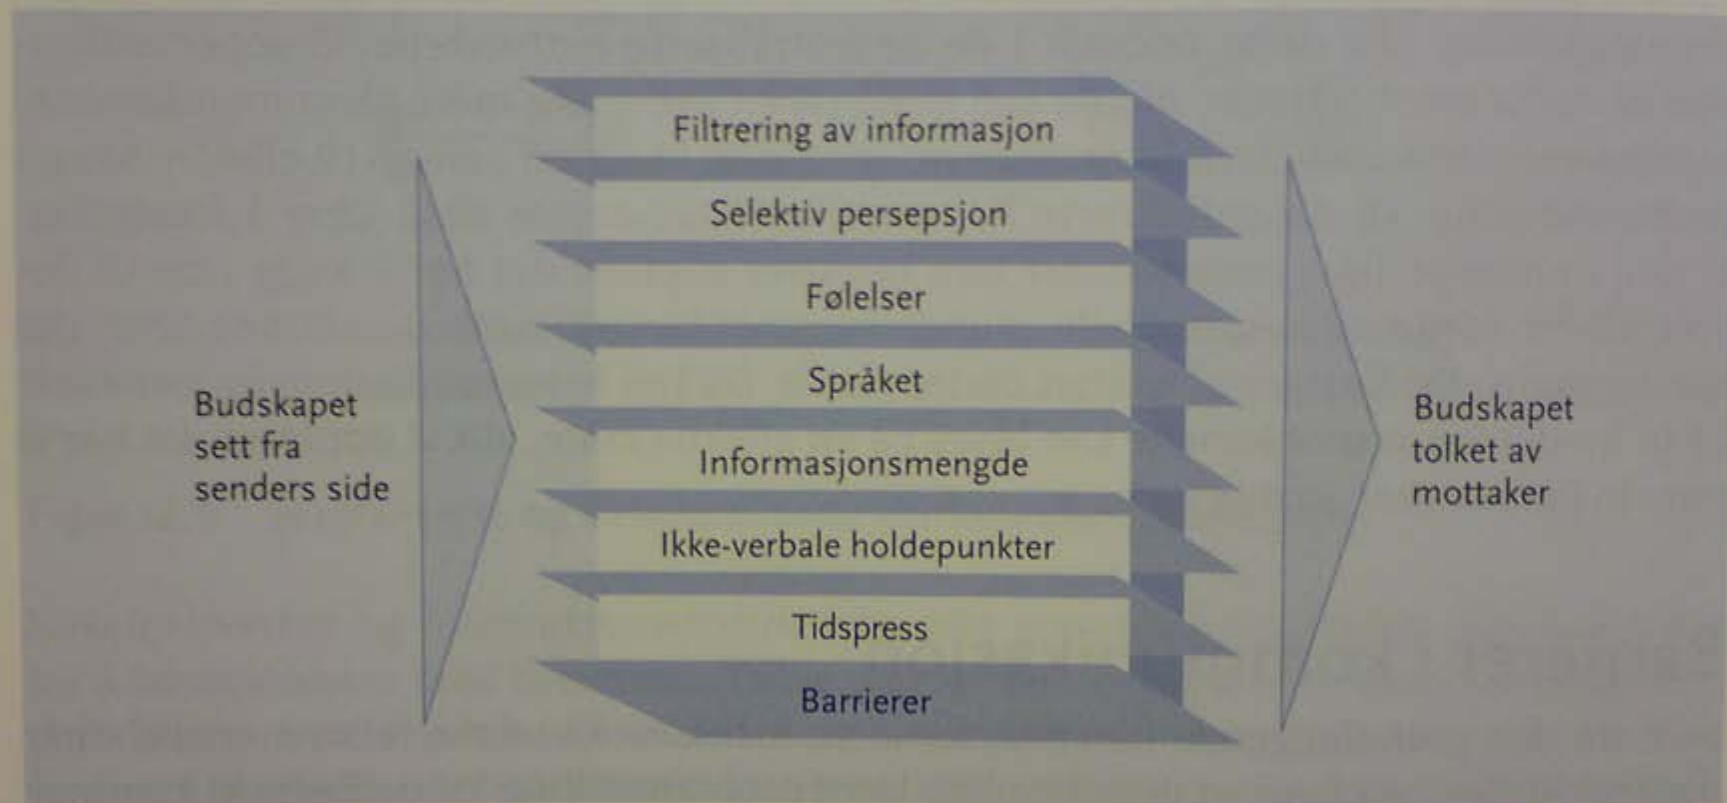 Filtrering av informasjon
Selektiv persepsjon
Følelser
Språket
Informasjonsmengde
Ikke-verbale holdepunkter
Tidspress
Barrierer
Budskapet
sett fra
senders side
Budskapet
tolket av
mottaker